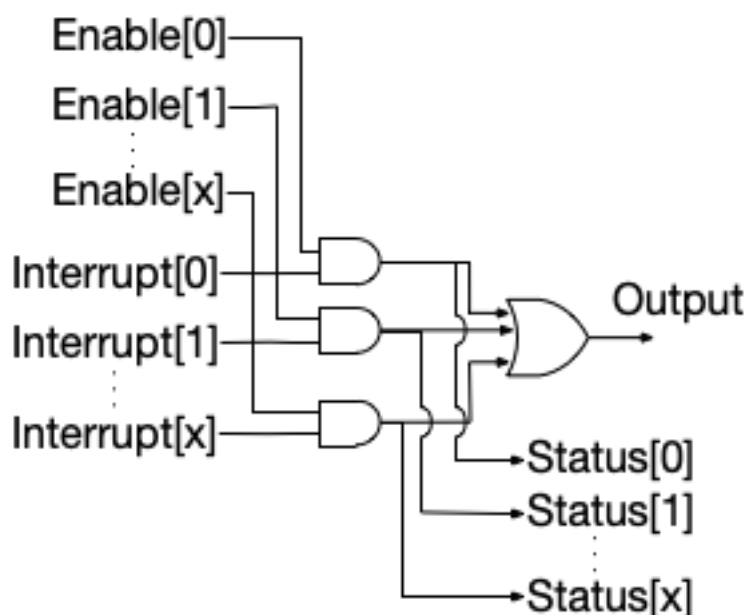 Enable[0]
Enable[1]
Enable[x]
Interrupt[0]
Output
Interrupt[1]
Interrupt[x]
Status[0]
Status[1]
Status[x]